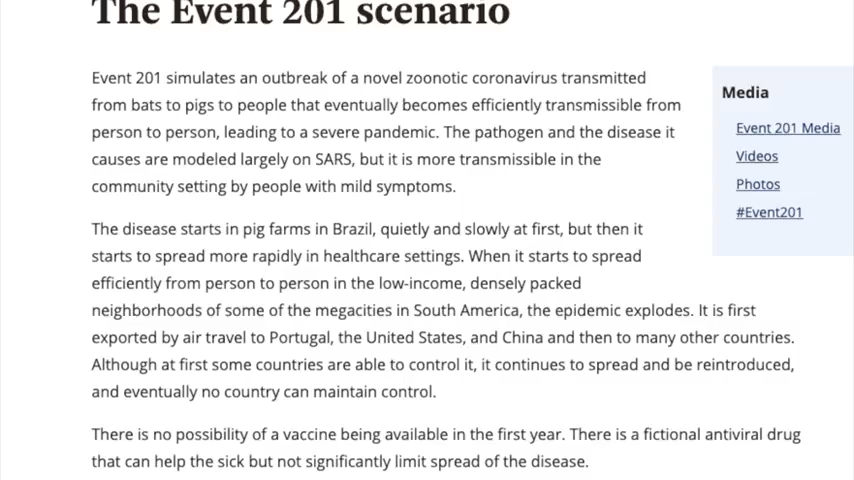 The Event 201 scenario
Event 201 simulates an outbreak of a novel zoonotic coronavirus transmitted
from bats to pigs to people that eventually becomes efficiently transmissible from
person to person, leading to a severe pandemic. The pathogen and the disease it
causes are modeled largely on SARS, but it is more transmissible in the
community setting by people with mild symptoms.
The disease starts in pig farms in Brazil, quietly and slowly at first, but then it
starts to spread more rapidly in healthcare settings. When it starts to spread
efficiently from person to person in the low-income, densely packed
neighborhoods of some of the megacities in South America, the epidemic explodes. It is first
exported by air travel to Portugal, the United States, and China and then to many other countries.
Although at first some countries are able to control it, it continues to spread and be reintroduced,
and eventually no country can maintain control.
There is no possibility of a vaccine being available in the first year. There is a fictional antiviral drug
that can help the sick but not significantly limit spread of the disease.
Media
Event 201 Media
Videos
Photos
#Event201